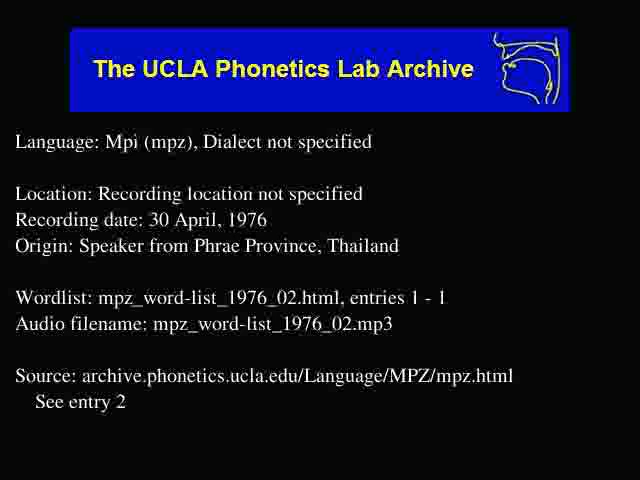 The UCLA Phonetics Lab Archive
Language: Mpi (mpz), Dialect not specified
Location: Recording location not specified
Recording date: 30 April, 1976
Origin: Speaker from Phrae Province, Thailand
Wordlist: mpz_word-list_1976_02.html, entries 1 - 1
Audio filename: mpz_word-list_1976_02.mp3
Source: archive.phonetics.ucla.edu/Language/MPZ/mpz.html
See entry 2